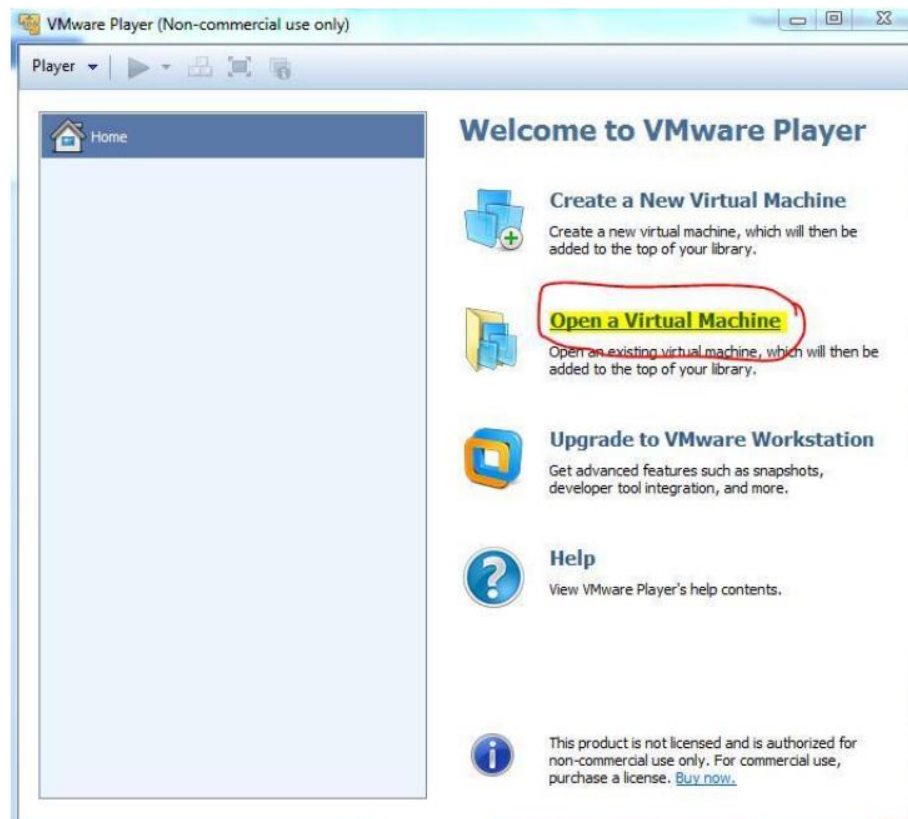 VMware Player (Non-commercial use only)
Player
Home
Welcome to VMware Player
Create a New Virtual Machine
Create a new virtual machine, which will then be
added to the top of your library.
Open a Virtual Machine
Open an existing virtual machine, which will then be
added to the top of your library.
Upgrade to VMware Workstation
Get advanced features such as snapshots,
developer tool integration, and more.
Help
View VMware Player's help contents.
This product is not licensed and is authorized for
non-commercial use only. For commercial use,
purchase a license. Buy now.